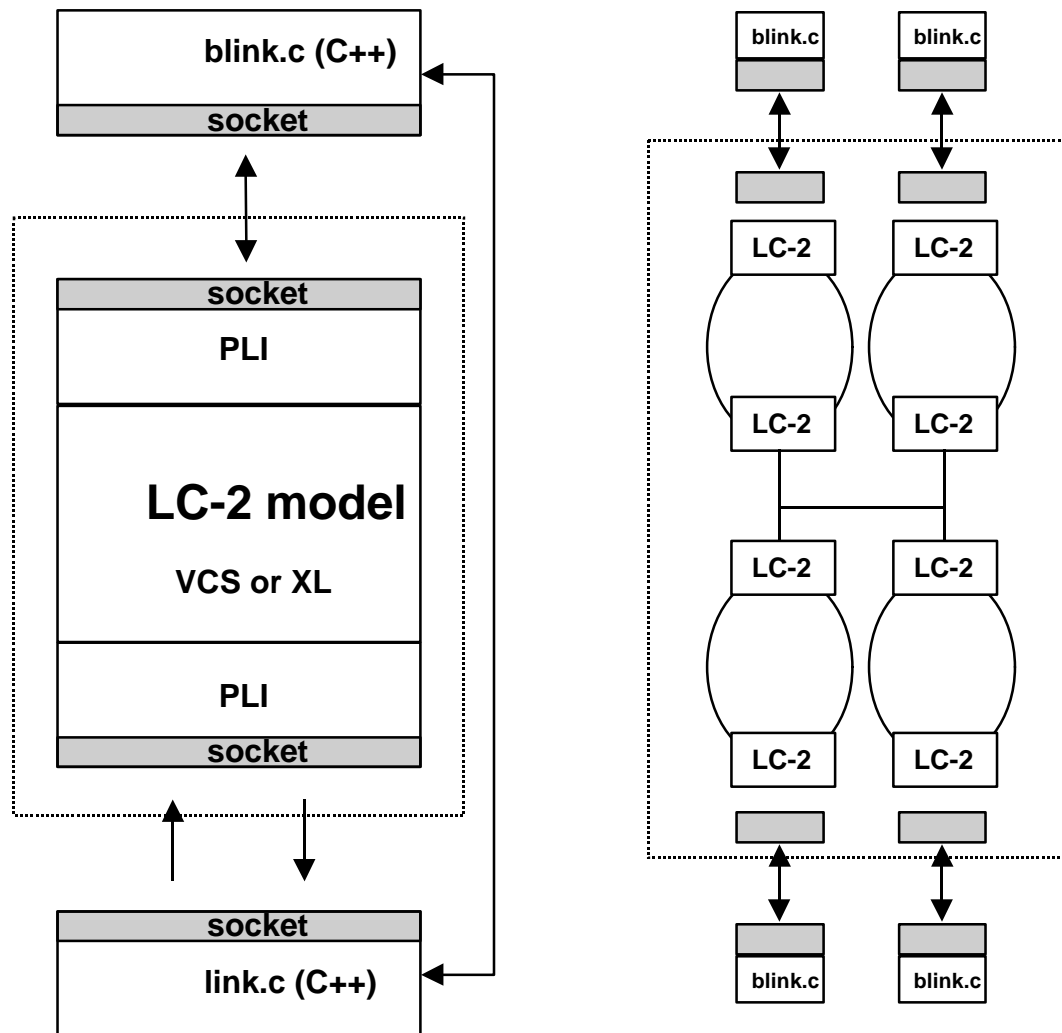 blink.c (C++)
socket
socket
PLI
LC-2 model
VCS or XL
PLI
socket
socket
link.c (C++)
blink.c
blink.c
LC-2
LC-2
LC-2
LC-2
LC-2
LC-2
LC-2
LC-2
blink.c
blink.c